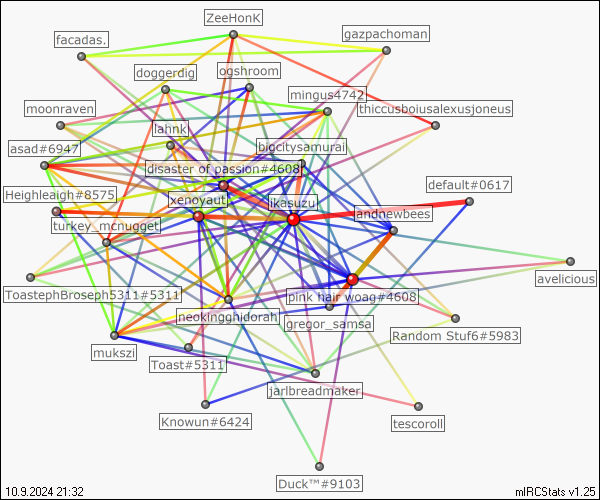 ZeeHonK
gazpachoman
facadas.
ogshroom
doggerdig
mingus4742
moonraven
thiccusboiusalexusjoneus
lahnk
asad#6947
bigcitysamurai
disaster of passion#4608
default#0617
Heighleaigh#8575
xenoyaut
ikasuzu
andnewbees
turkey_mcnugget
avelicious
ToastephBroseph5311#5311
pink hair woag#4608
neokingghidorah
gregor_samsa
Random Stuf6#5983
mukszi
Toast#5311
jarlbreadmaker
Knowun#6424
tescoroll
Duck™#9103
10.9.2024 21:32
mIRCStats v1.25